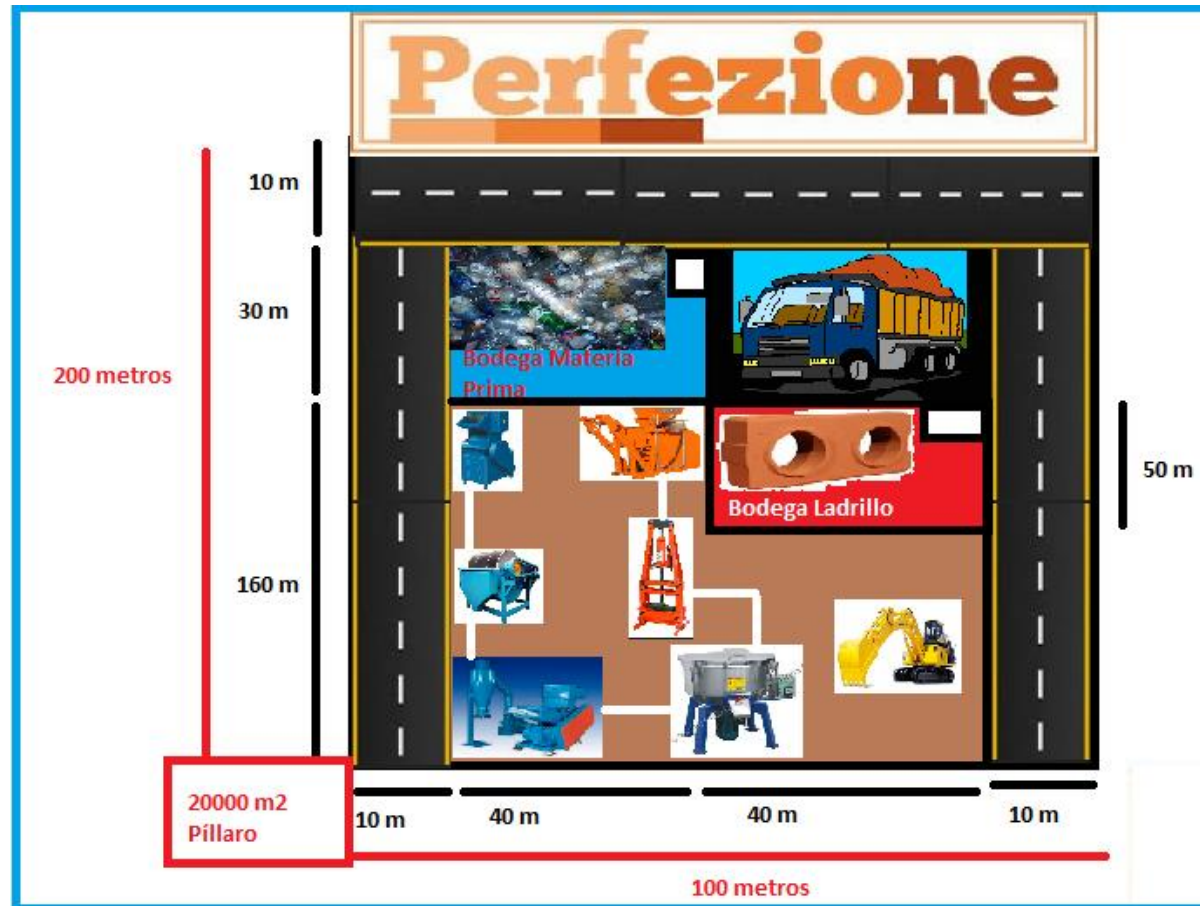 Perfezione
10 m
30 m
200 metros
Bodega Materia
Prima
50 m
Bodega Ladrillo
160 m
20000 m2
Píllaro
10 m
40 m
40 m
10 m
100 metros